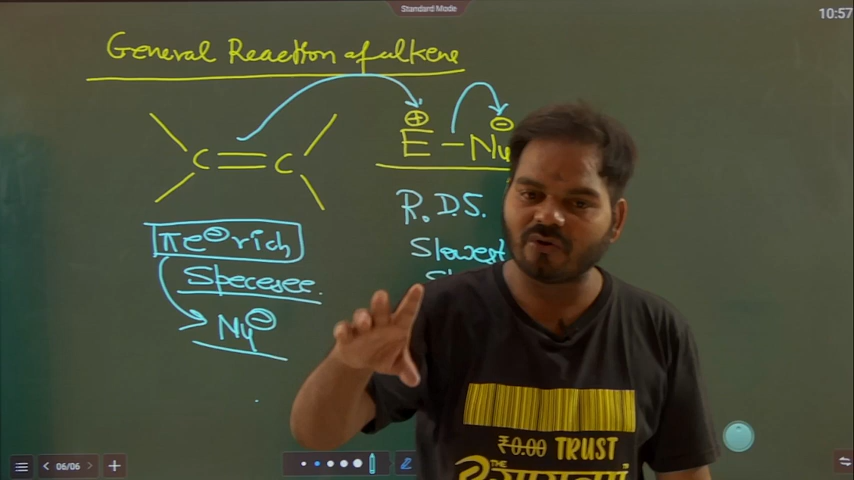 Standard Mode
10:57
General Reaction of alkene
⊕ ⊖
C = C E – Nu
πe⊖ rich
R.D.S.
Specesee.
Slowest
Nu⊖
06/06
₹0.00 TRUST
THE